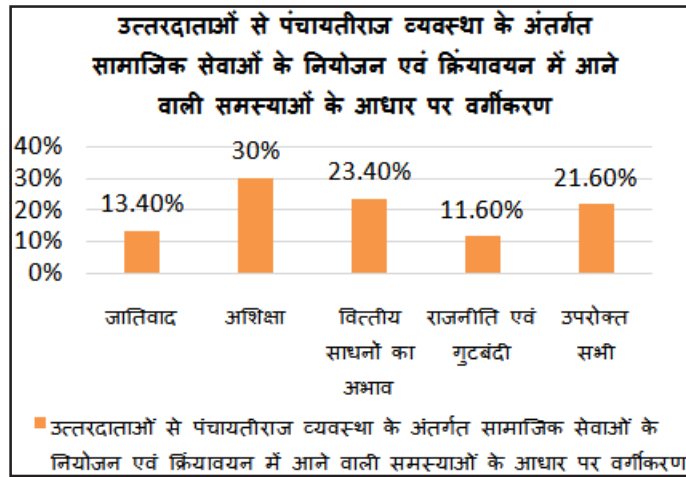 उत्तरदाताओं से पंचायतीराज व्यवस्था के अंतर्गत
सामाजिक सेवाओं के नियोजन एवं क्रिंयावयन में आने
वाली समस्याओं के आधार पर वर्गीकरण
40%
30%
20%
10%
0%
13.40%
30%
23.40%
11.60%
21.60%
जातिवाद
अशिक्षा
वित्तीय
साधनों का
अभाव
राजनीति एवं
गुटबंदी
उपरोक्त
सभी
उत्तरदाताओं से पंचायतीराज व्यवस्था के अंतर्गत सामाजिक सेवाओं के
नियोजन एवं क्रिंयावयन में आने वाली समस्याओं के आधार पर वर्गीकरण